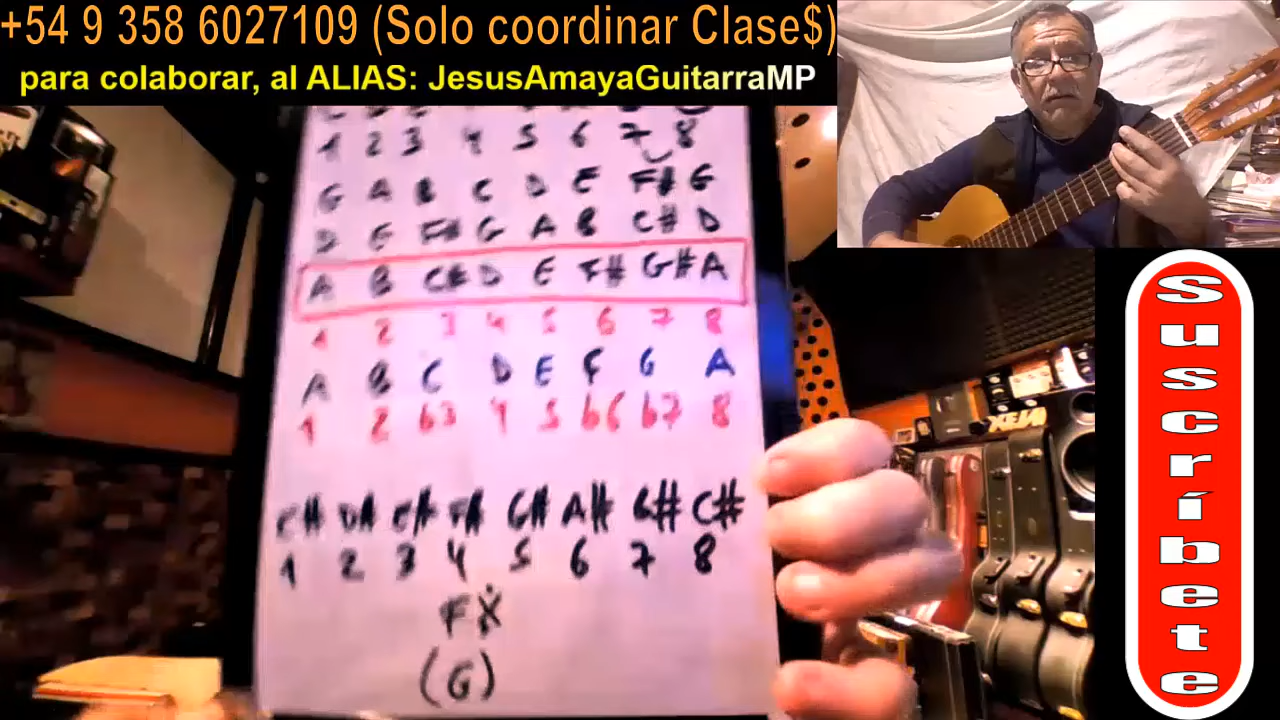 +54 9 358 6027109 (Solo coordinar Clase$)
para colaborar, al ALIAS: JesusAmayaGuitarraMP
1 2 3 4 5 6 7 8
G A B C D E F# G
D E F# G A B C# D
A B C# D E F# G# A
1 2 3 4 5 6 7 8
A B C D E F G A
1 2 b3 4 5 b6 b7 8
C# D# E# F# G# A# B# C#
1 2 3 4 5 6 7 8
(G)
Suscríbete